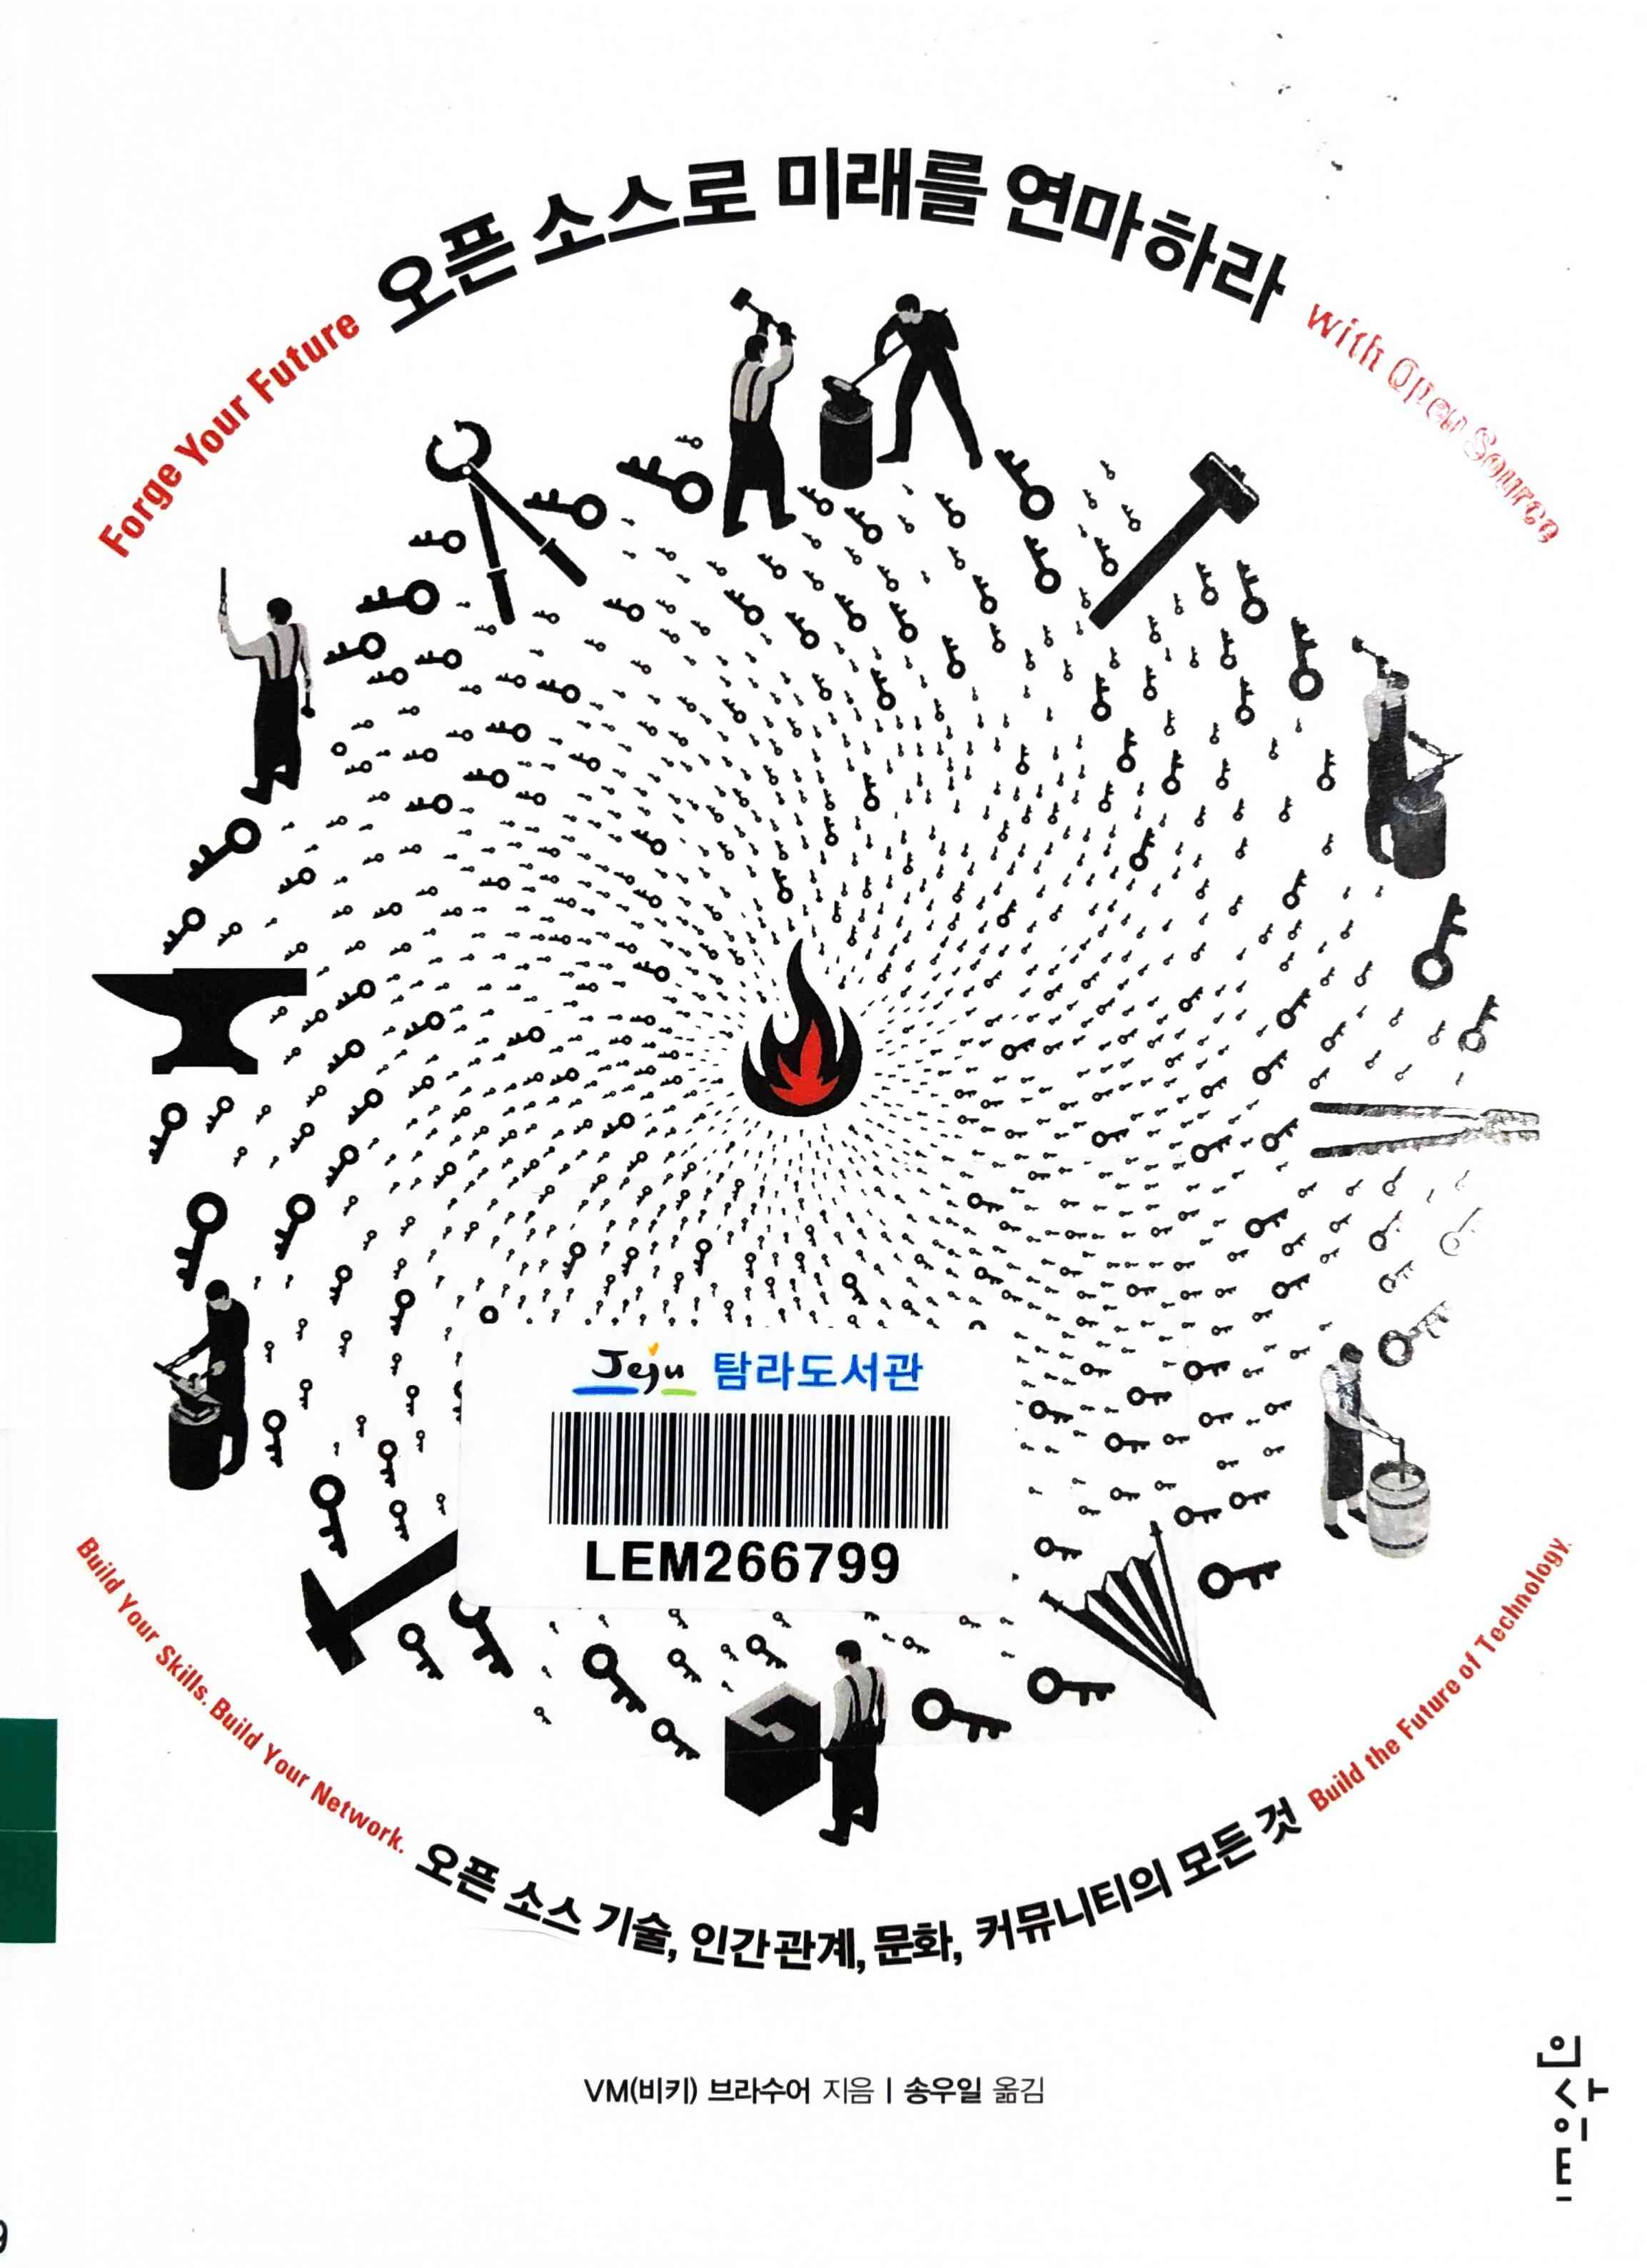 Forge Your Future 오픈 소스로 미래를 연마하라 with Open Source
Jeju 탐라도서관
LEM266799
Build Your Skills. Build Your Network. 오픈 소스 기술, 인간관계, 문화, 커뮤니티의 모든 것 Build the Future of Technology.
VM(비키) 브라수어 지음 | 송우일 옮김
인사이트
9